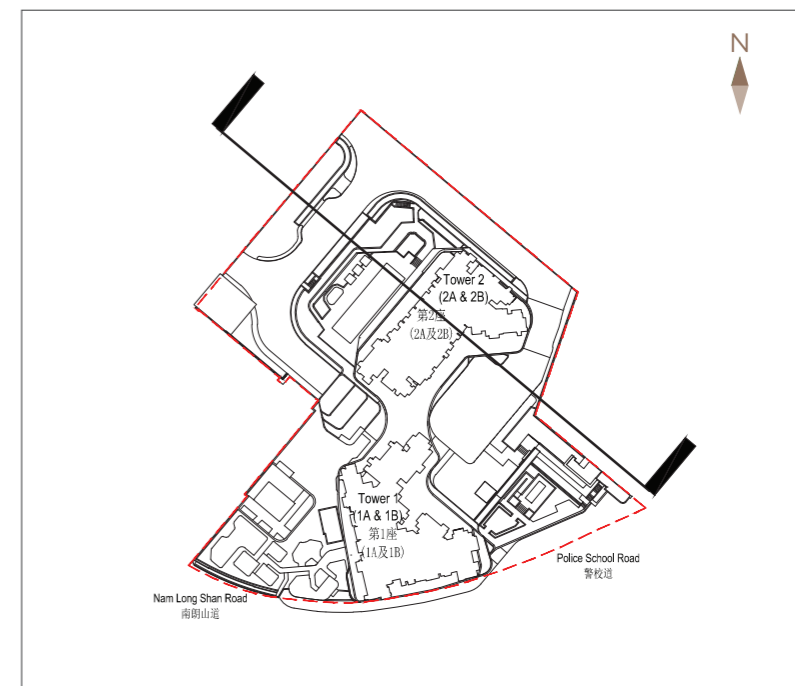 N
Tower 2
(2A & 2B)
第2座
(2A及2B)
Tower 1
(1A & 1B)
第1座
(1A及1B)
Police School Road
警校道
Nam Long Shan Road
南朗山道